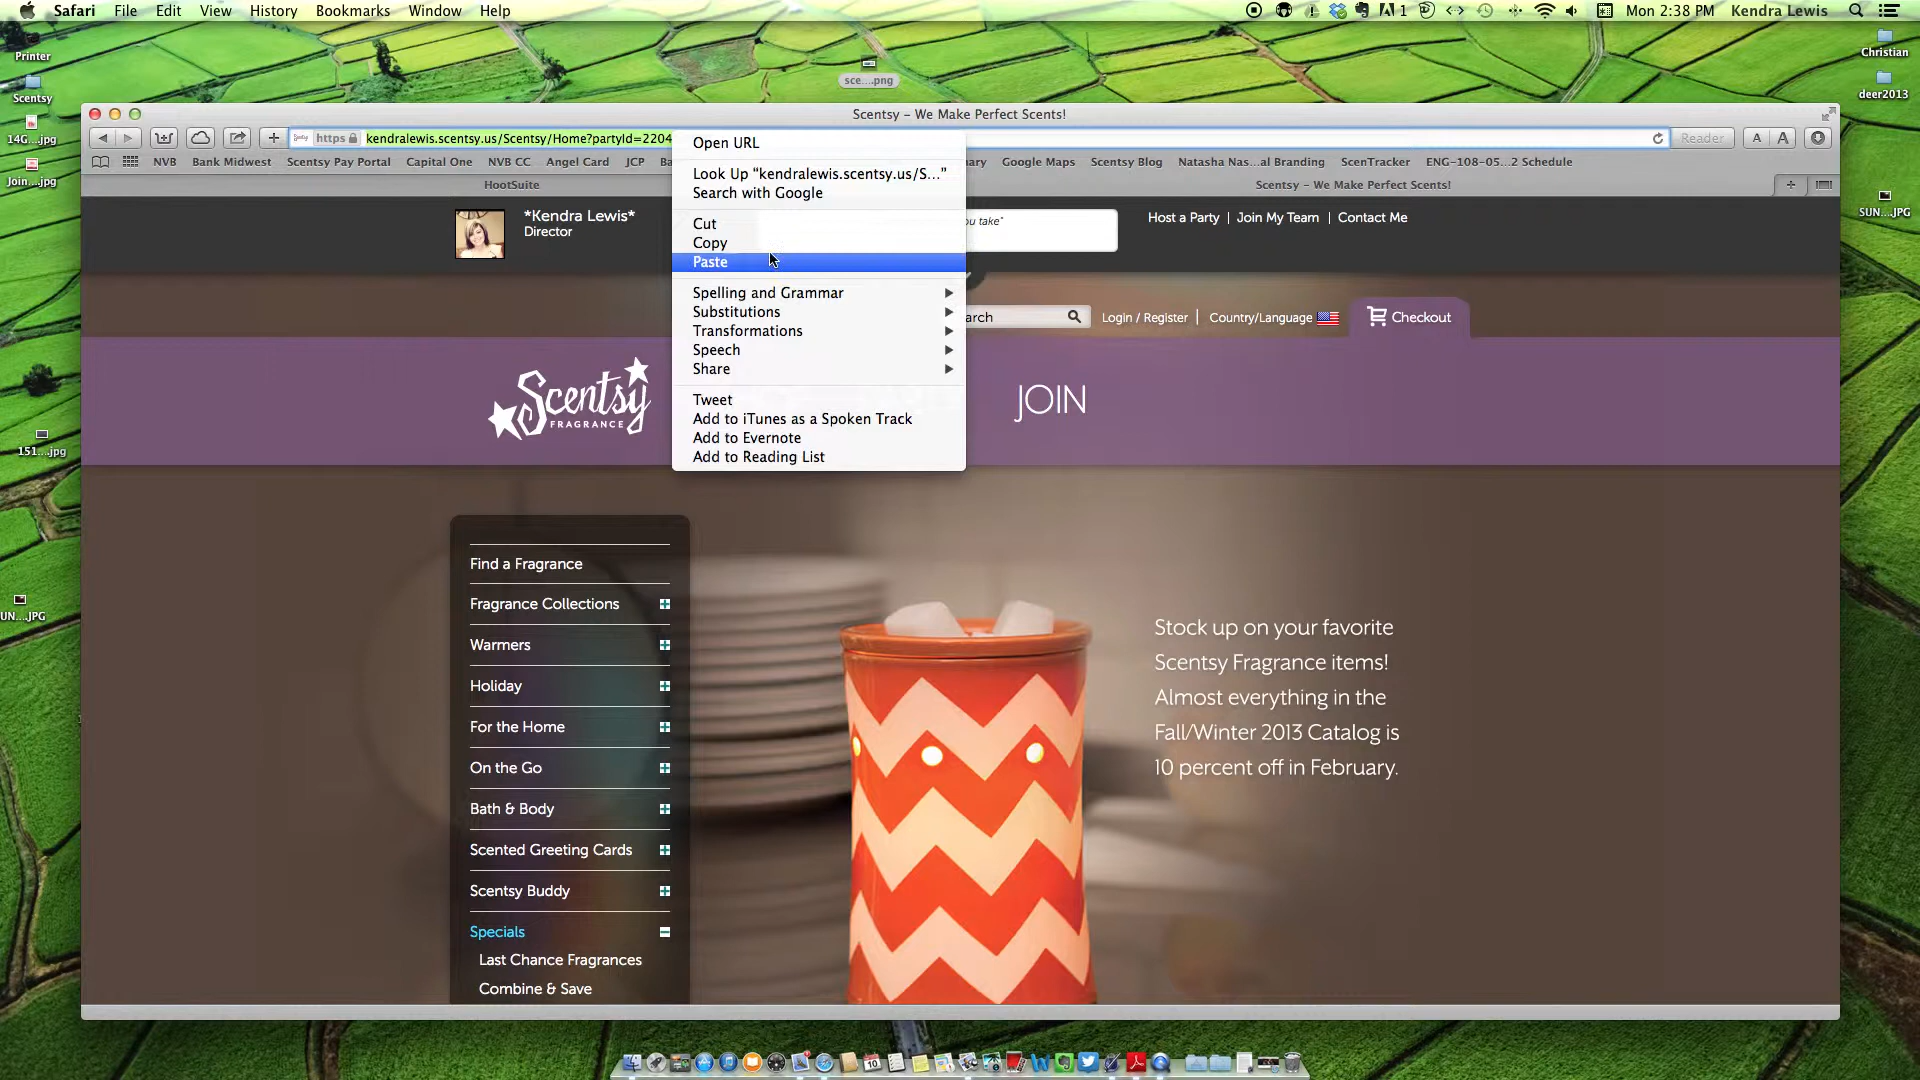 Safari File Edit View History Bookmarks Window Help
1 Mon 2:38 PM Kendra Lewis
Printer
Scentsy
14G....jpg
Join...jpg
151....jpg
UN....JPG
sce....png
Christian
deer2013
SUN....JPG
Scentsy – We Make Perfect Scents!
https kendralewis.scentsy.us/Scentsy/Home?partyId=2204
Reader A A
NVB Bank Midwest Scentsy Pay Portal Capital One NVB CC Angel Card JCP Google Maps Scentsy Blog Natasha Nas...al Branding ScenTracker ENG-108-05...2 Schedule
HootSuite Scentsy – We Make Perfect Scents!
Open URL
Look Up “kendralewis.scentsy.us/S...”
Search with Google
Cut
Copy
Paste
Spelling and Grammar
Substitutions
Transformations
Speech
Share
Tweet
Add to iTunes as a Spoken Track
Add to Evernote
Add to Reading List
*Kendra Lewis*
Director
take"
Host a Party | Join My Team | Contact Me
Login / Register | Country/Language Checkout
Scentsy
FRAGRANCE
JOIN
Find a Fragrance
Fragrance Collections
Warmers
Holiday
For the Home
On the Go
Bath & Body
Scented Greeting Cards
Scentsy Buddy
Specials
Last Chance Fragrances
Combine & Save
Stock up on your favorite
Scentsy Fragrance items!
Almost everything in the
Fall/Winter 2013 Catalog is
10 percent off in February.